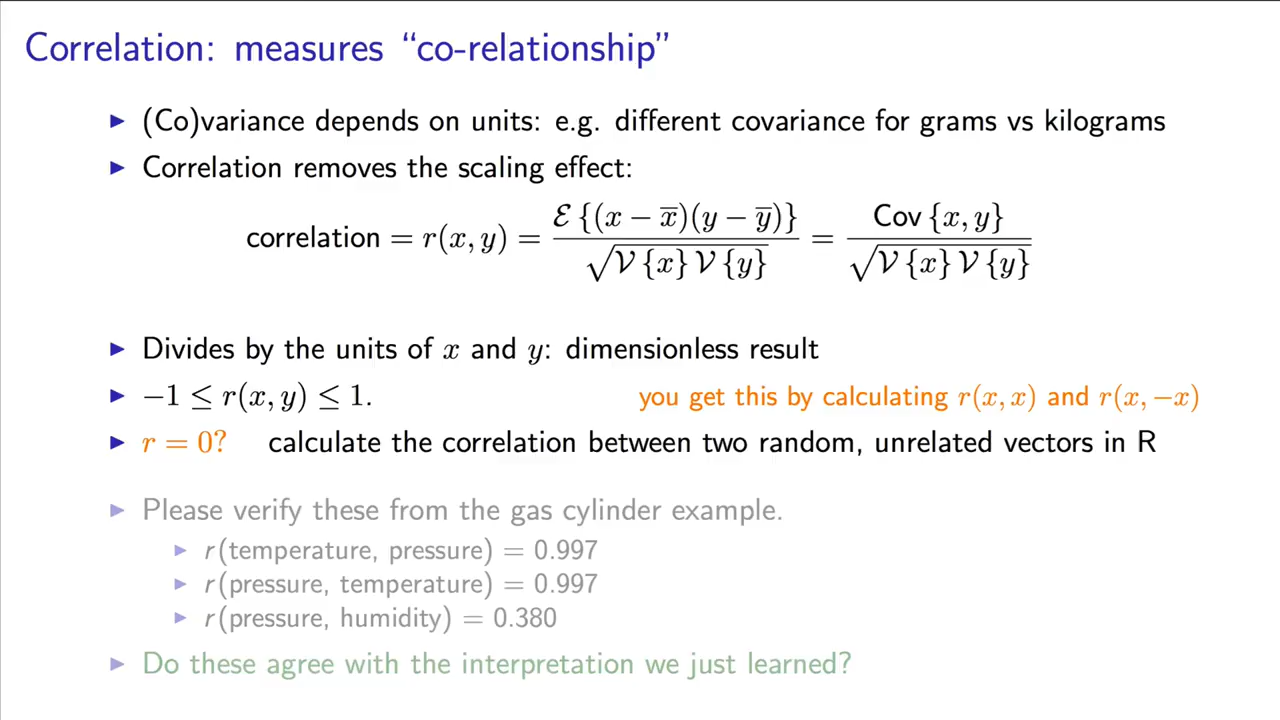 Correlation: measures “co-relationship”
▶ (Co)variance depends on units: e.g. different covariance for grams vs kilograms
▶ Correlation removes the scaling effect:
correlation = r(x, y) = ℰ{(x − x̅)(y − y̅)} / √(𝒱{x} 𝒱{y}) = Cov{x, y} / √(𝒱{x} 𝒱{y})
▶ Divides by the units of x and y: dimensionless result
▶ −1 ≤ r(x, y) ≤ 1. you get this by calculating r(x, x) and r(x, −x)
▶ r = 0? calculate the correlation between two random, unrelated vectors in R
▶ Please verify these from the gas cylinder example.
▶ r(temperature, pressure) = 0.997
▶ r(pressure, temperature) = 0.997
▶ r(pressure, humidity) = 0.380
▶ Do these agree with the interpretation we just learned?